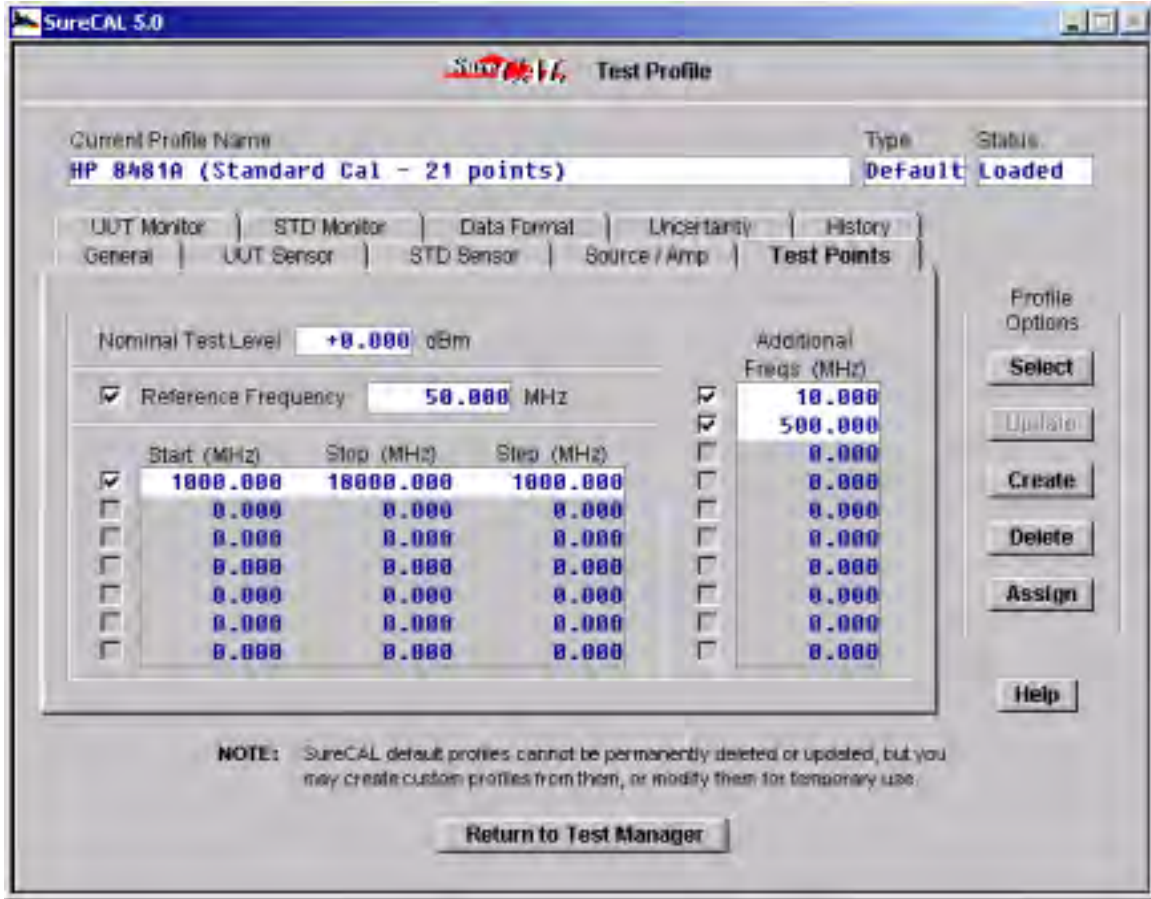 SureCAL 5.0
SureCAL Test Profile
Current Profile Name Type Status
HP 8481A (Standard Cal - 21 points) Default Loaded
UUT Monitor STD Monitor Data Format Uncertainty History
General UUT Sensor STD Sensor Source / Amp Test Points
Profile Options
Nominal Test Level +0.000 dBm
Additional Freqs (MHz)
Reference Frequency 50.000 MHz
10.000
500.000
0.000
0.000
0.000
0.000
0.000
0.000
0.000
0.000
Start (MHz) Stop (MHz) Step (MHz)
1000.000 18000.000 1000.000
0.000 0.000 0.000
0.000 0.000 0.000
0.000 0.000 0.000
0.000 0.000 0.000
0.000 0.000 0.000
0.000 0.000 0.000
Select
Update
Create
Delete
Assign
Help
NOTE: SureCAL default profiles cannot be permanently deleted or updated, but you
may create custom profiles from them, or modify them for temporary use.
Return to Test Manager